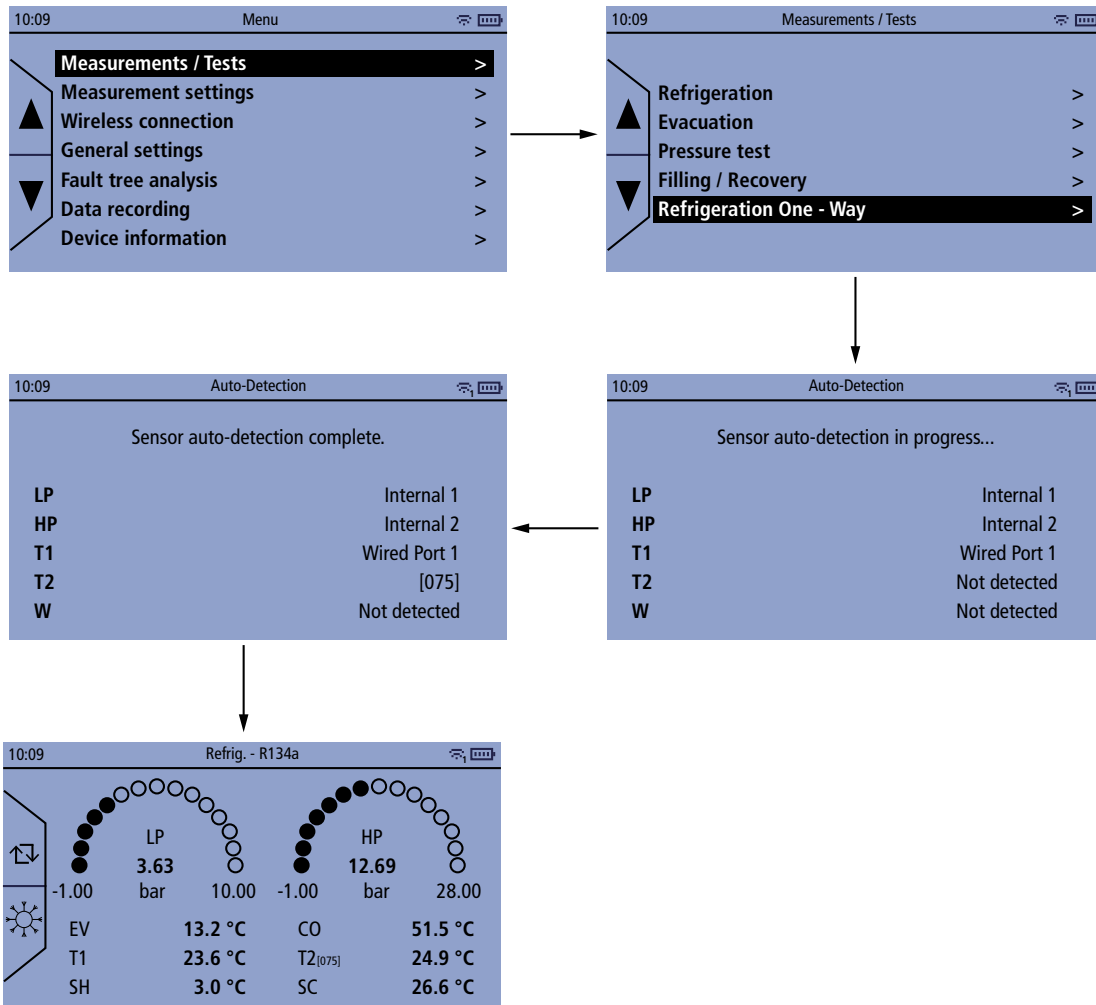 10:09 Menu
Measurements / Tests >
Measurement settings >
Wireless connection >
General settings >
Fault tree analysis >
Data recording >
Device information >
10:09 Measurements / Tests
Refrigeration >
Evacuation >
Pressure test >
Filling / Recovery >
Refrigeration One - Way >
10:09 Auto-Detection 1
Sensor auto-detection in progress...
LP Internal 1
HP Internal 2
T1 Wired Port 1
T2 Not detected
W Not detected
10:09 Auto-Detection 1
Sensor auto-detection complete.
LP Internal 1
HP Internal 2
T1 Wired Port 1
T2 [075]
W Not detected
10:09 Refrig. - R134a 1
LP HP
3.63 12.69
-1.00 bar 10.00 -1.00 bar 28.00
EV 13.2 °C CO 51.5 °C
T1 23.6 °C T2[075] 24.9 °C
SH 3.0 °C SC 26.6 °C